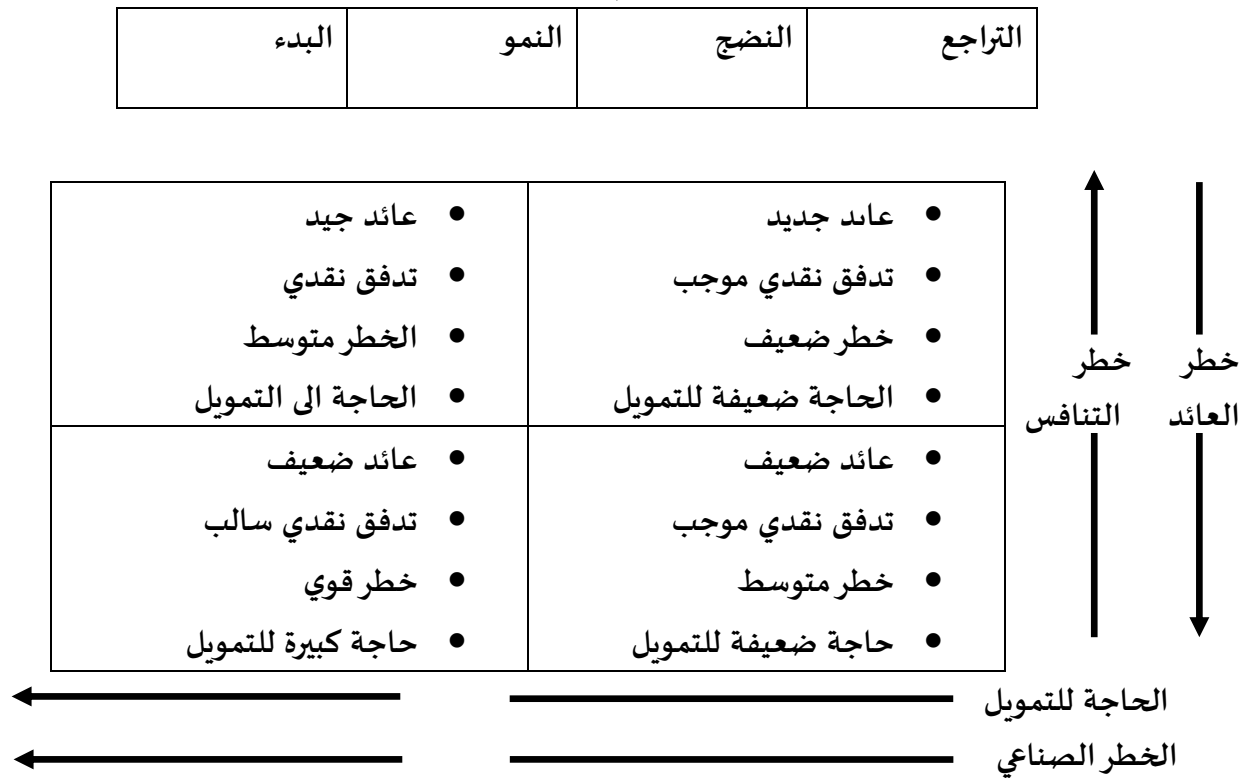 التراجع النضج النمو البدء
• عاىد جديد • عائد جيد
• تدفق نقدي موجب • تدفق نقدي
• خطر ضعيف • الخطر متوسط
• الحاجة ضعيفة للتمويل • الحاجة الى التمويل
خطر العائد
خطر التنافس
• عائد ضعيف • عائد ضعيف
• تدفق نقدي موجب • تدفق نقدي سالب
• خطر متوسط • خطر قوي
• حاجة ضعيفة للتمويل • حاجة كبيرة للتمويل
الحاجة للتمويل
الخطر الصناعي